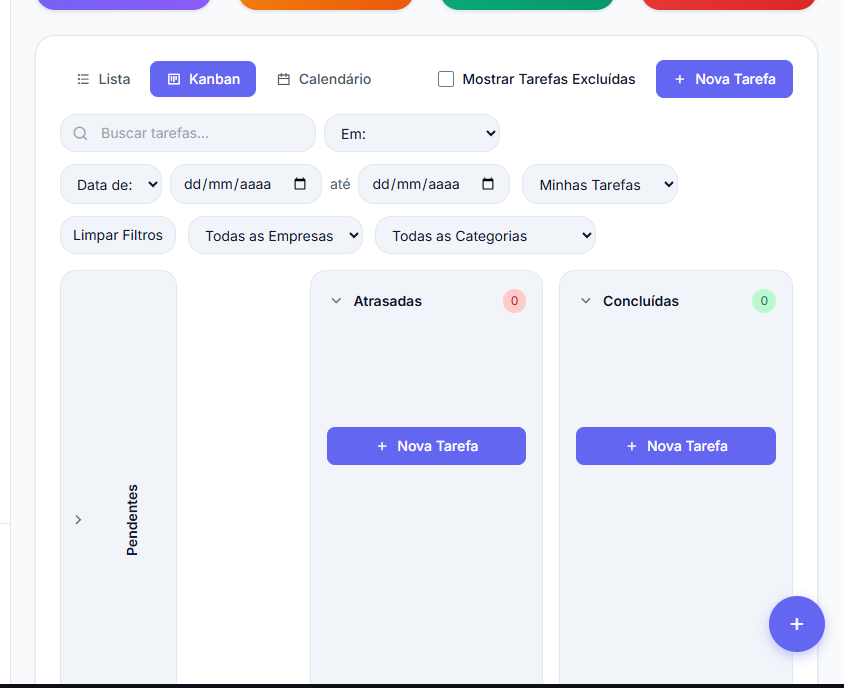 Lista
Kanban
Calendário
Mostrar Tarefas Excluídas
+ Nova Tarefa
Buscar tarefas...
Em:
Data de:
dd/mm/aaaa
até
dd/mm/aaaa
Minhas Tarefas
Limpar Filtros
Todas as Empresas
Todas as Categorias
Pendentes
Atrasadas
0
+ Nova Tarefa
Concluídas
0
+ Nova Tarefa
+